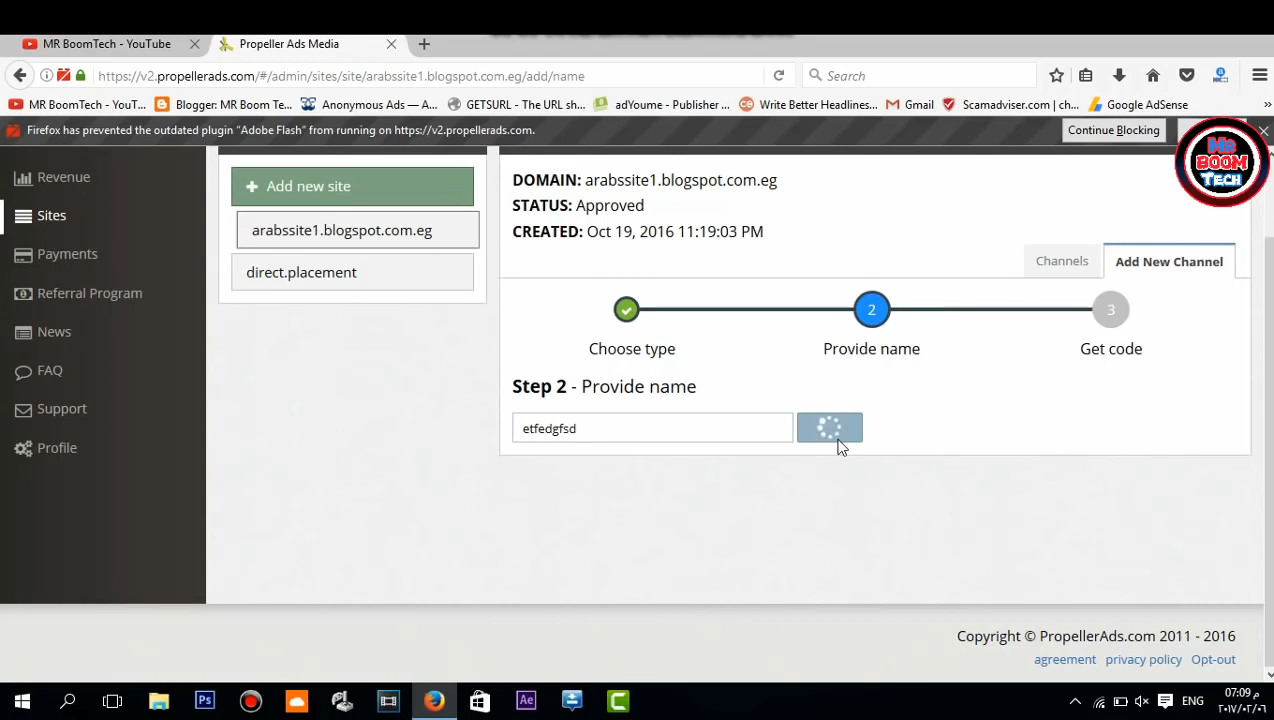 MR BoomTech - YouTube
Propeller Ads Media
https://v2.propellerads.com/#/admin/sites/site/arabssite1.blogspot.com.eg/add/name
Search
MR BoomTech - YouT...
Blogger: MR Boom Te...
Anonymous Ads — A...
GETSURL - The URL sh...
adYoume - Publisher ...
Write Better Headlines...
Gmail
Scamadviser.com | ch...
Google AdSense
Firefox has prevented the outdated plugin "Adobe Flash" from running on https://v2.propellerads.com.
Continue Blocking
MR BOOM TECH
Revenue
Sites
Payments
Referral Program
News
FAQ
Support
Profile
+ Add new site
arabssite1.blogspot.com.eg
direct.placement
DOMAIN: arabssite1.blogspot.com.eg
STATUS: Approved
CREATED: Oct 19, 2016 11:19:03 PM
Channels
Add New Channel
2
3
Choose type
Provide name
Get code
Step 2 - Provide name
etfedgfsd
Copyright © PropellerAds.com 2011 - 2016
agreement privacy policy Opt-out
Ps
Ae
C
ENG
07:09 م
٢٠١٧/٠٢/٠٦